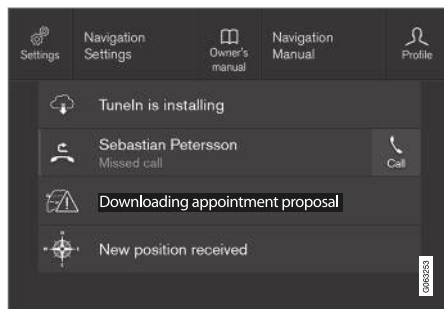 Settings
Navigation
Settings
Owner's
manual
Navigation
Manual
Profile
TuneIn is installing
Sebastian Petersson
Missed call
Call
Downloading appointment proposal
New position received
G063253